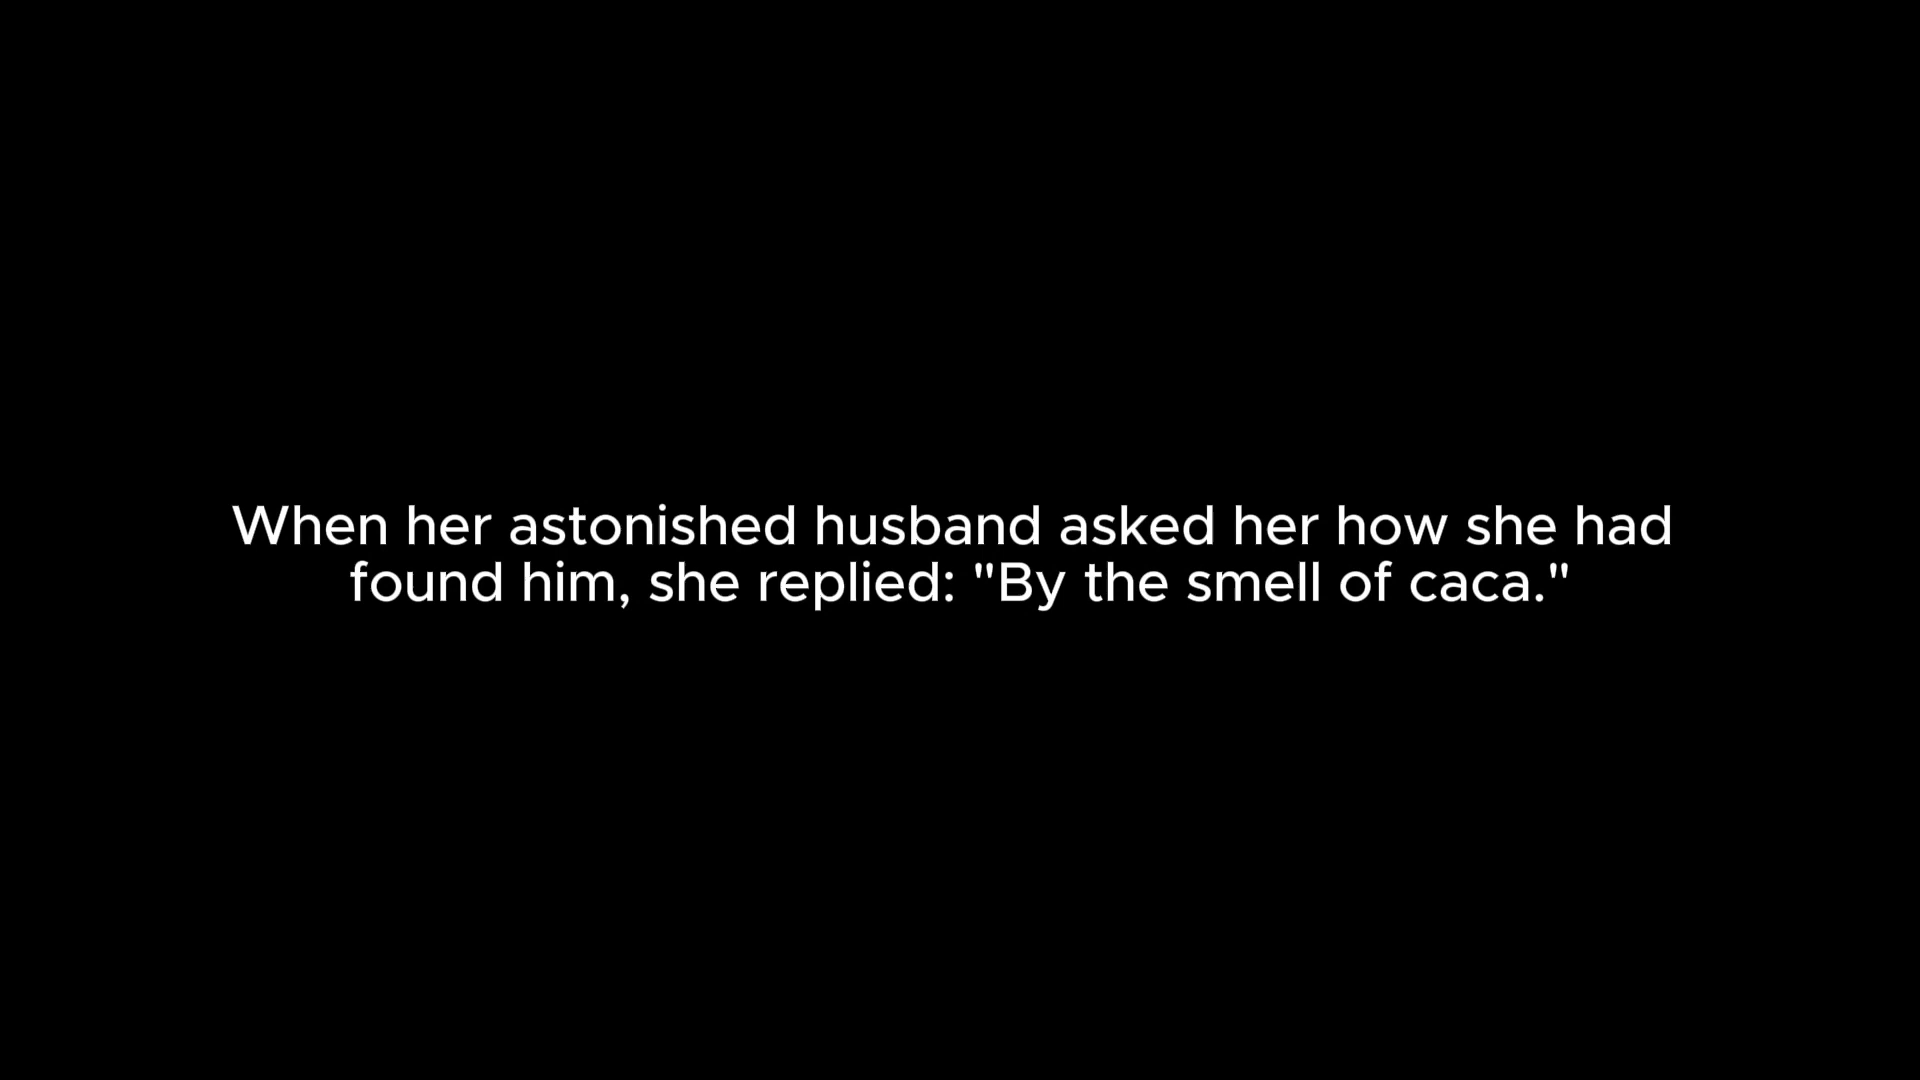 When her astonished husband asked her how she had
found him, she replied: "By the smell of caca."